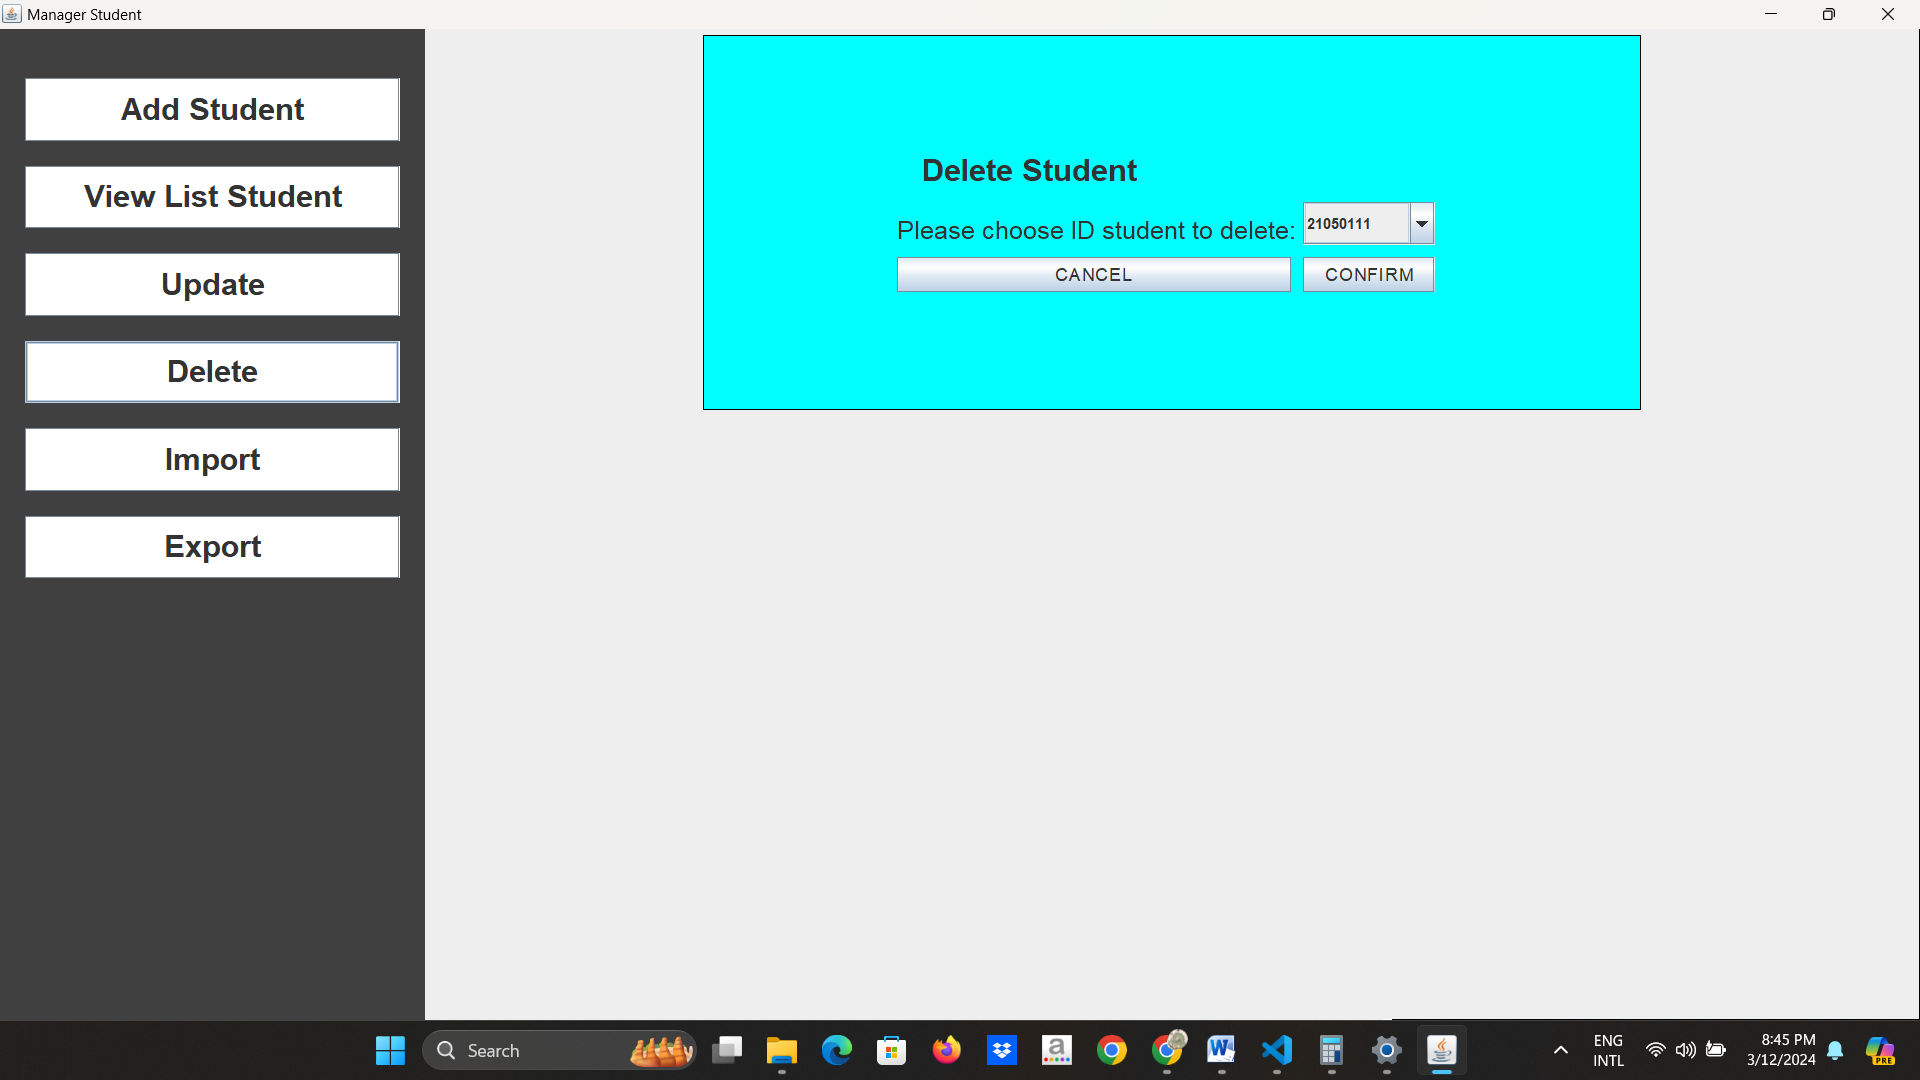 Manager Student
Add Student
View List Student
Update
Delete
Import
Export
Delete Student
Please choose ID student to delete: 21050111
CANCEL CONFIRM
Search
ENG
INTL
8:45 PM
3/12/2024
PRE